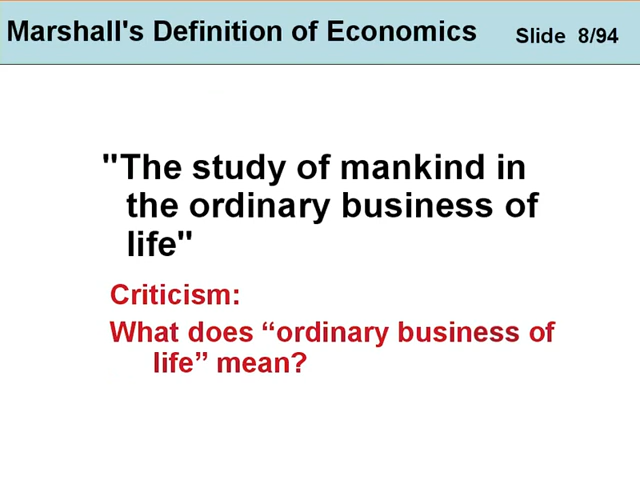 Marshall's Definition of Economics Slide 8/94
"The study of mankind in
the ordinary business of
life"
Criticism:
What does “ordinary business of
life” mean?